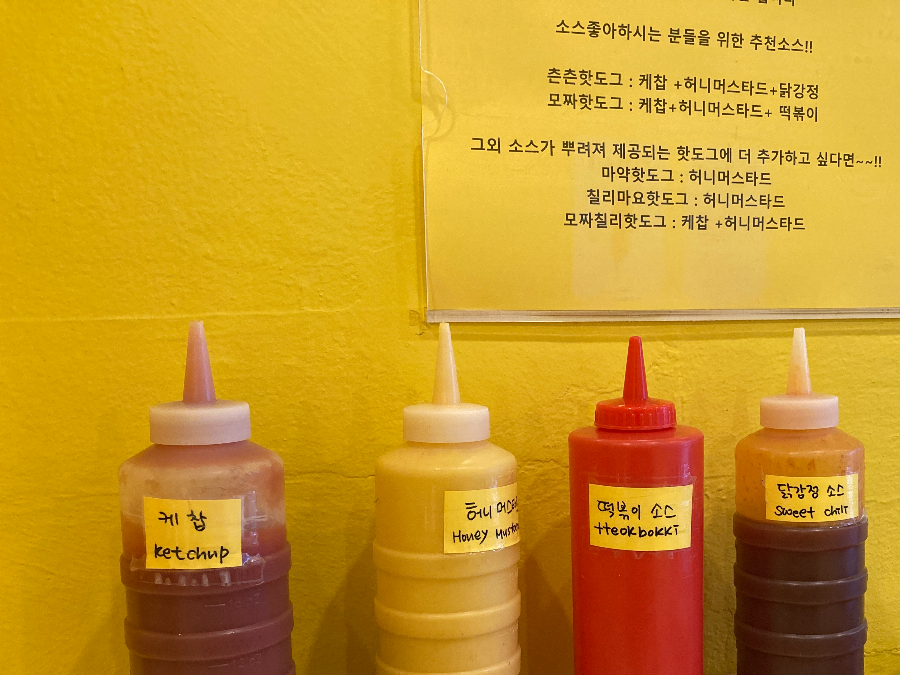 소스좋아하시는 분들을 위한 추천소스!!
츤츤핫도그 : 케찹 +허니머스타드+닭강정
모짜핫도그 : 케찹+허니머스타드+ 떡볶이
그외 소스가 뿌려져 제공되는 핫도그에 더 추가하고 싶다면~~!!
마약핫도그 : 허니머스타드
칠리마요핫도그 : 허니머스타드
모짜칠리핫도그 : 케찹 +허니머스타드
케찹
ketchup
허니 머스타
Honey Mustar
떡볶이 소스
tteokbokki
닭강정 소스
sweet chili